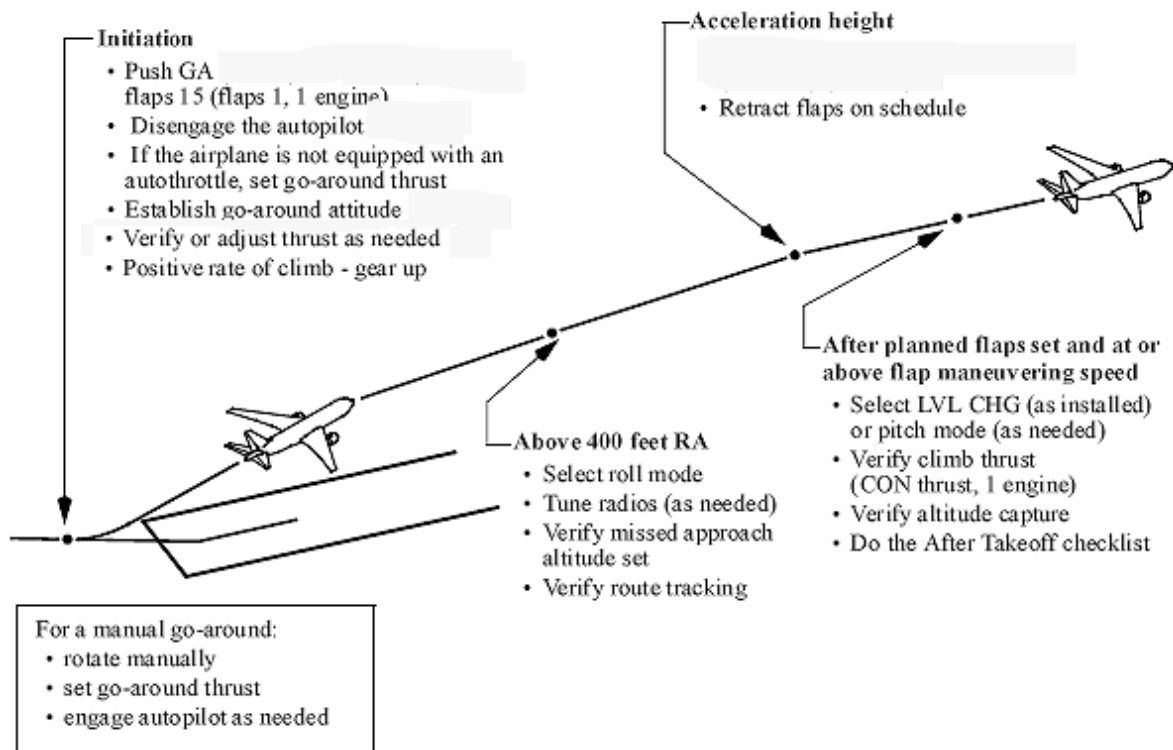 Initiation
• Push GA
flaps 15 (flaps 1, 1 engine)
• Disengage the autopilot
• If the airplane is not equipped with an
autothrottle, set go-around thrust
• Establish go-around attitude
• Verify or adjust thrust as needed
• Positive rate of climb - gear up
Acceleration height
• Retract flaps on schedule
Above 400 feet RA
• Select roll mode
• Tune radios (as needed)
• Verify missed approach
altitude set
• Verify route tracking
After planned flaps set and at or
above flap maneuvering speed
• Select LVL CHG (as installed)
or pitch mode (as needed)
• Verify climb thrust
(CON thrust, 1 engine)
• Verify altitude capture
• Do the After Takeoff checklist
For a manual go-around:
• rotate manually
• set go-around thrust
• engage autopilot as needed